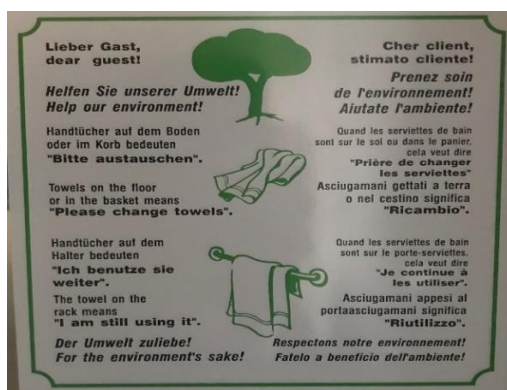 Lieber Gast,
dear guest!
Helfen Sie unserer Umwelt!
Help our environment!
Handtücher auf dem Boden
oder im Korb bedeuten
"Bitte austauschen".
Towels on the floor
or in the basket means
"Please change towels".
Handtücher auf dem
Halter bedeuten
"Ich benutze sie
weiter".
The towel on the
rack means
"I am still using it".
Der Umwelt zuliebe!
For the environment's sake!
Cher client,
stimato cliente!
Prenez soin
de l'environnement!
Aiutate l'ambiente!
Quand les serviettes de bain
sont sur le sol ou dans le panier,
cela veut dire
"Prière de changer
les serviettes"
Asciugamani gettati a terra
o nel cestino significa
"Ricambio".
Quand les serviettes de bain
sont sur le porte-serviettes,
cela veut dire
"Je continue à
les utiliser".
Asciugamani appesi al
portaasciugamani significa
"Riutilizzo".
Respectons notre environnement!
Fatelo a beneficio dell'ambiente!